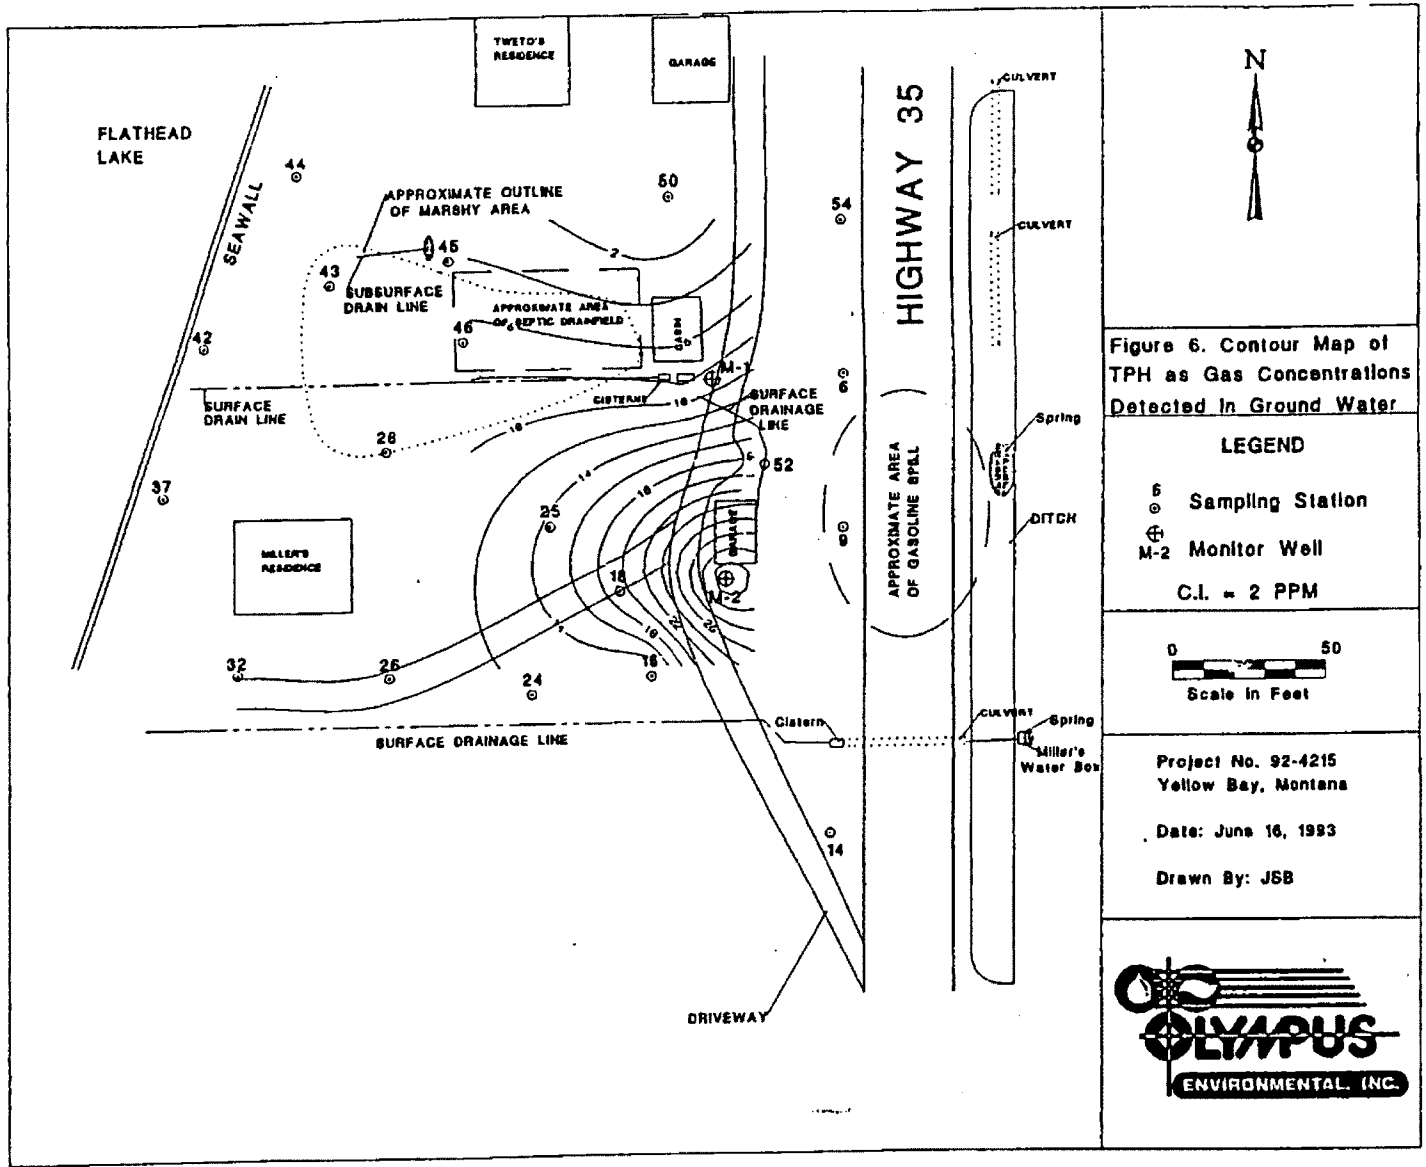 TWETO'S
RESIDENCE
GARAGE
FLATHEAD
LAKE
SEAWALL
44
APPROXIMATE OUTLINE
OF MARSHY AREA
50
54
2
45
43
SUBSURFACE
DRAIN LINE
APPROXIMATE AREA
OF SEPTIC DRAINFIELD
46
6
CABIN
6
42
M-1
6
SURFACE
DRAIN LINE
CISTERNS
SURFACE
DRAINAGE
LINE
28
52
37
14
18
25
GARAGE
9
MILLER'S
RESIDENCE
18
M-2
22
18
32
26
24
16
SURFACE DRAINAGE LINE
Cistern
14
DRIVEWAY
HIGHWAY 35
APPROXIMATE AREA
OF GASOLINE SPILL
CULVERT
CULVERT
Spring
DITCH
CULVERT
Spring
Miller's
Water Box
N
Figure 6. Contour Map of
TPH as Gas Concentrations
Detected in Ground Water
LEGEND
6
Sampling Station
M-2 Monitor Well
C.I. = 2 PPM
0 50
Scale in Feet
Project No. 92-4215
Yellow Bay, Montana
Date: June 16, 1993
Drawn By: JSB
OLYMPUS
ENVIRONMENTAL, INC.